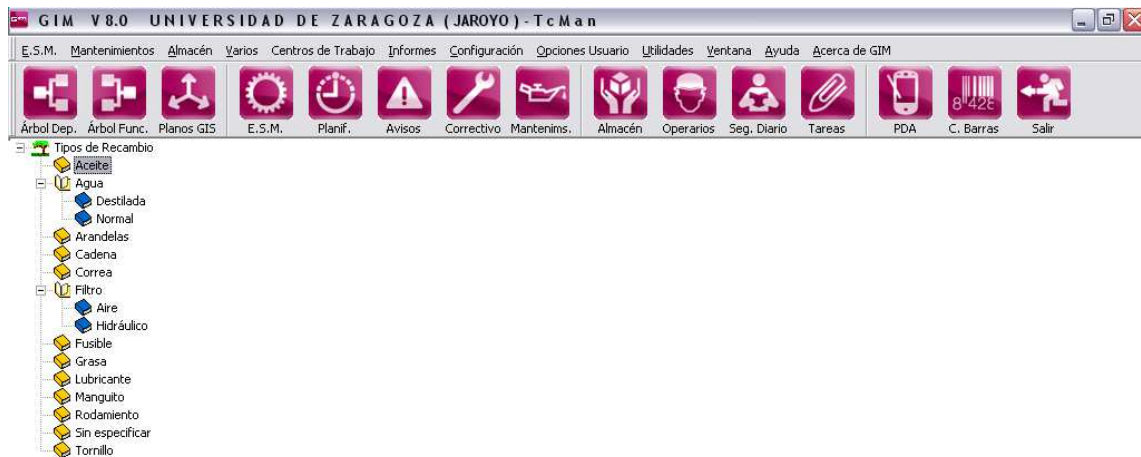 GIM V8.0 UNIVERSIDAD DE ZARAGOZA (JAROYO) - TcMan
E.S.M. Mantenimientos Almacén Varios Centros de Trabajo Informes Configuración Opciones Usuario Utilidades Ventana Ayuda Acerca de GIM
8 428
Árbol Dep. Árbol Func. Planos GIS E.S.M. Planif. Avisos Correctivo Mantenims. Almacén Operarios Seg. Diario Tareas PDA C. Barras Salir
Tipos de Recambio
Aceite
Agua
Destilada
Normal
Arandelas
Cadena
Correa
Filtro
Aire
Hidráulico
Fusible
Grasa
Lubricante
Manguito
Rodamiento
Sin especificar
Tornillo